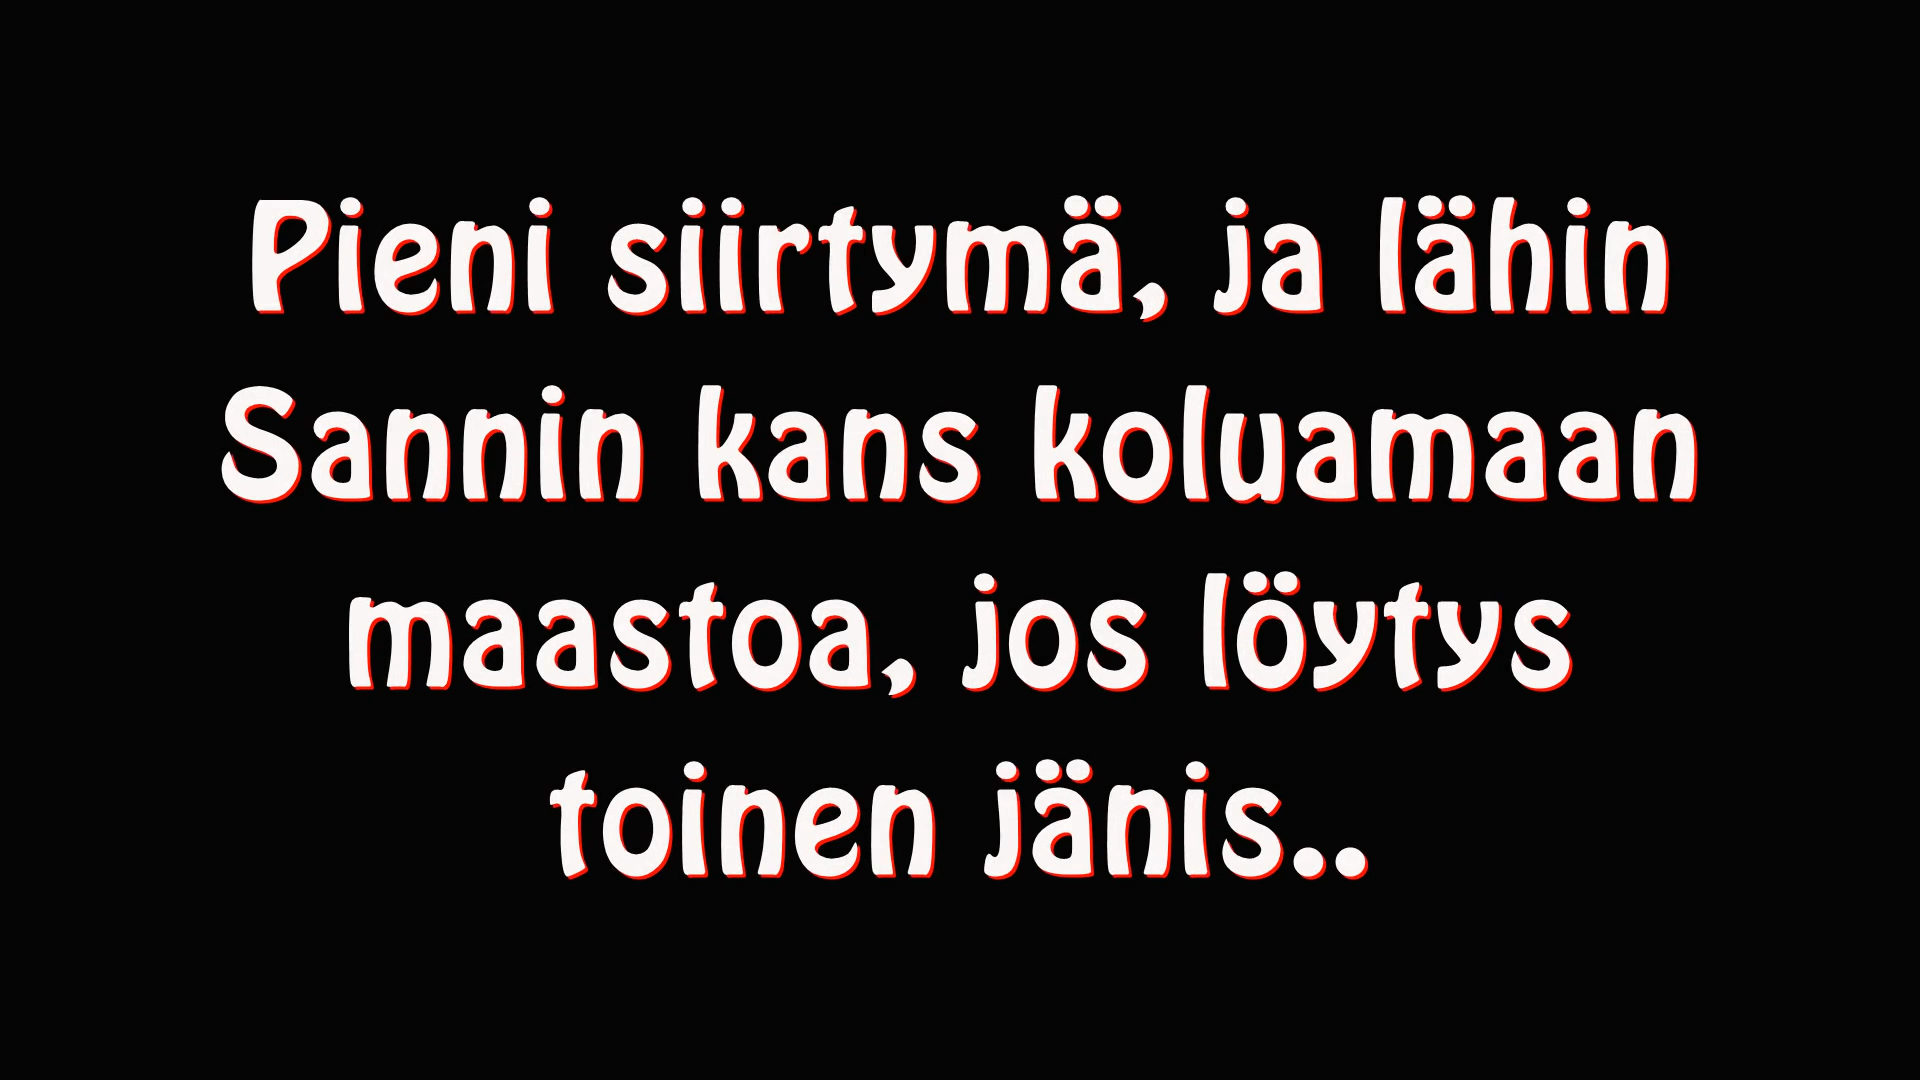 Pieni siirtymä, ja lähin
Sannin kans koluamaan
maastoa, jos löytys
toinen jänis..